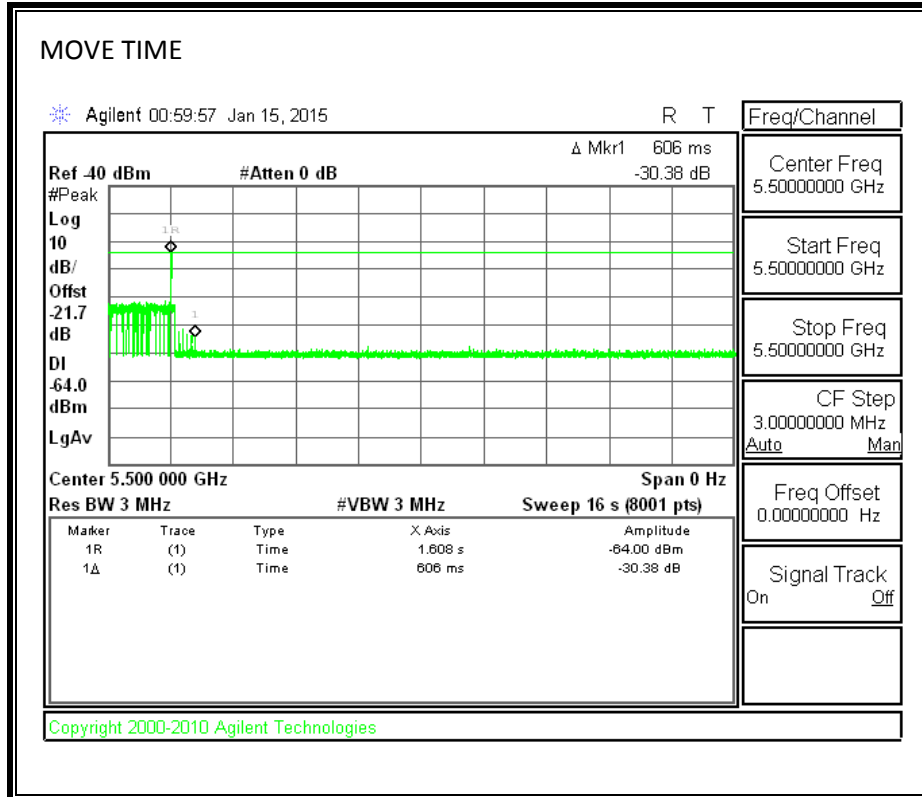 MOVE TIME
Agilent 00:59:57 Jan 15, 2015 R T
Δ Mkr1 606 ms
Ref -40 dBm #Atten 0 dB -30.38 dB
#Peak
Log
10
dB/
Offst
-21.7
dB
DI
-64.0
dBm
LgAv
1R
1
Center 5.500 000 GHz Span 0 Hz
Res BW 3 MHz #VBW 3 MHz Sweep 16 s (8001 pts)
Marker Trace Type X Axis Amplitude
1R (1) Time 1.608 s -64.00 dBm
1Δ (1) Time 606 ms -30.38 dB
Copyright 2000-2010 Agilent Technologies
Freq/Channel
Center Freq
5.50000000 GHz
Start Freq
5.50000000 GHz
Stop Freq
5.50000000 GHz
CF Step
3.00000000 MHz
Auto Man
Freq Offset
0.00000000 Hz
Signal Track
On Off